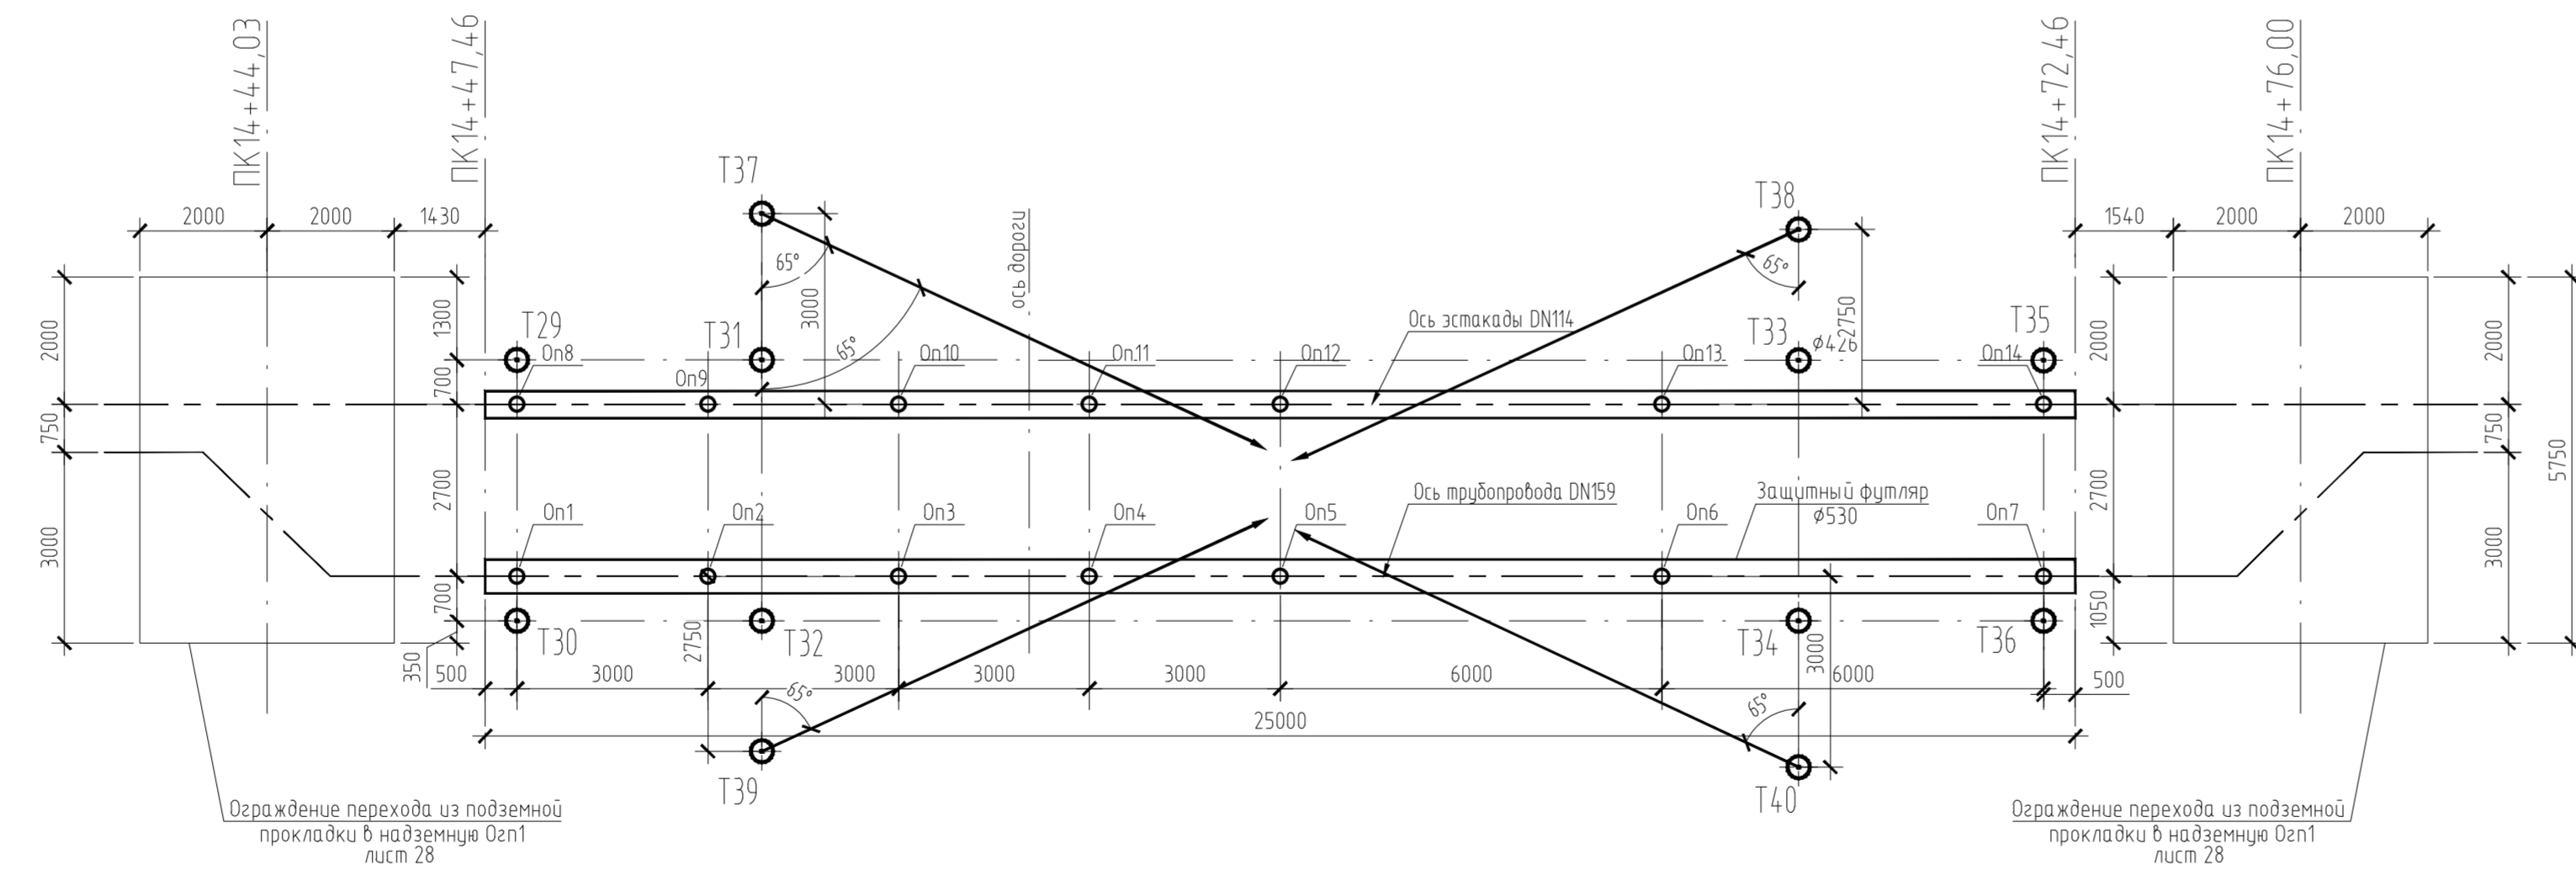 ПК14+44,03
ПК14+47,46
ПК14+72,46
ПК14+76,00
Т37
Т38
2000
2000
1430
1540
2000
2000
ось дороги
65°
65°
65°
3000
2750
2000
1300
Т29
Оп8
Т31
Оп9
Оп10
Оп11
Оп12
Ось эстакады DN114
Т33
ϕ426
Оп13
Т35
Оп14
2000
2000
700
750
750
5750
2700
2700
3000
3000
Оп1
Оп2
Оп3
Оп4
Оп5
Ось трубопровода DN159
Оп6
Защитный футляр
ϕ530
Оп7
700
1050
350
Т30
Т32
2750
Т34
3000
Т36
500
3000
3000
3000
3000
6000
6000
500
65°
65°
25000
Т39
Т40
Ограждение перехода из подземной
прокладки в надземную Огп1
лист 28
Ограждение перехода из подземной
прокладки в надземную Огп1
лист 28